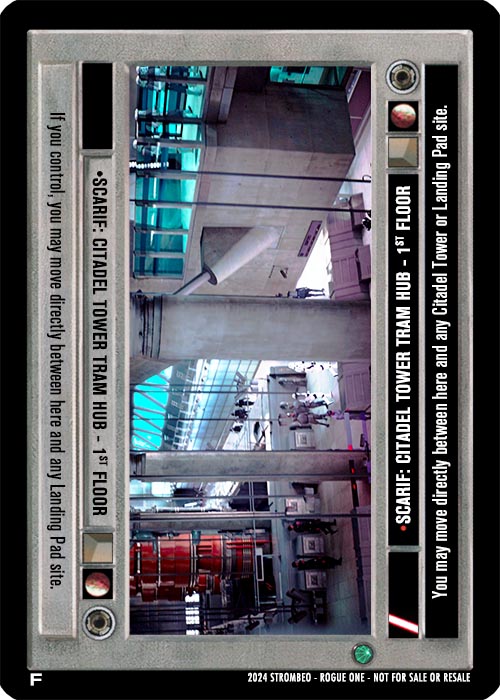 •SCARIF: CITADEL TOWER TRAM HUB - 1ST FLOOR
If you control, you may move directly between here and any Landing Pad site.
•SCARIF: CITADEL TOWER TRAM HUB - 1ST FLOOR
You may move directly between here and any Citadel Tower or Landing Pad site.
F
2024 STROMBEO - ROGUE ONE - NOT FOR SALE OR RESALE